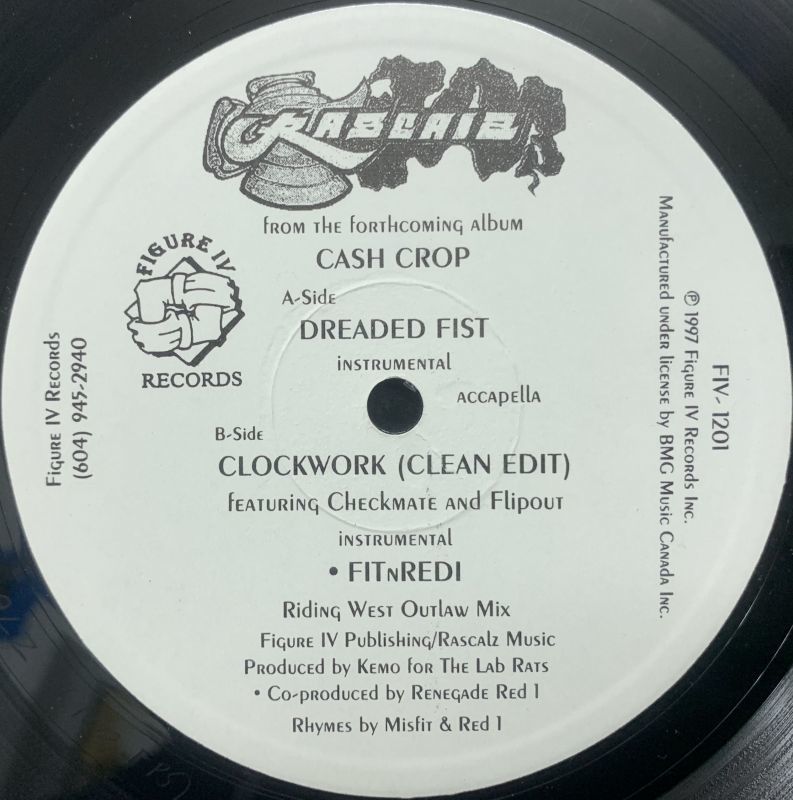 RASCALZ
from the forthcoming album
CASH CROP
FIGURE IV
RECORDS
A-Side
DREADED FIST
instrumental
accapella
B-Side
CLOCKWORK (CLEAN EDIT)
featuring Checkmate and Flipout
instrumental
• FITNREDI
Riding West Outlaw Mix
Figure IV Publishing/Rascalz Music
Produced by Kemo for The Lab Rats
• Co-produced by Renegade Red 1
Rhymes by Misfit & Red 1
Figure IV Records
(604) 945-2940
FIV-1201
℗ 1997 Figure IV Records Inc.
Manufactured under license by BMG Music Canada Inc.